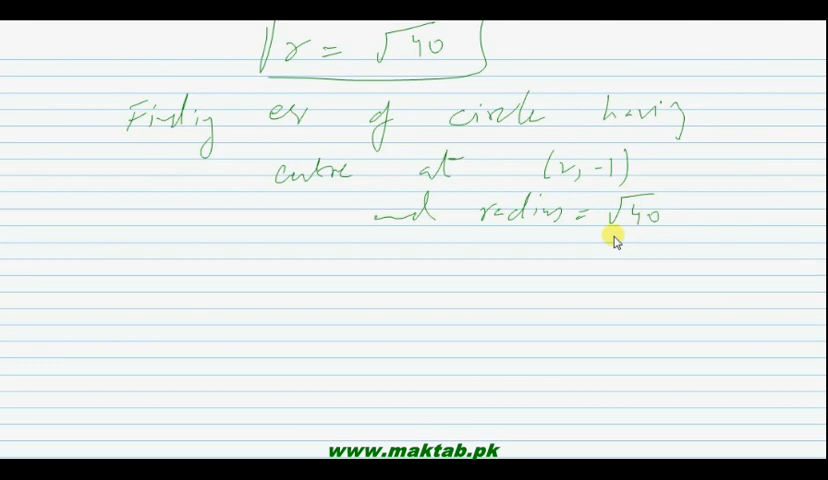 r = √40
Finding eq of circle having
centre at (2, -1)
and radius = √40
www.maktab.pk